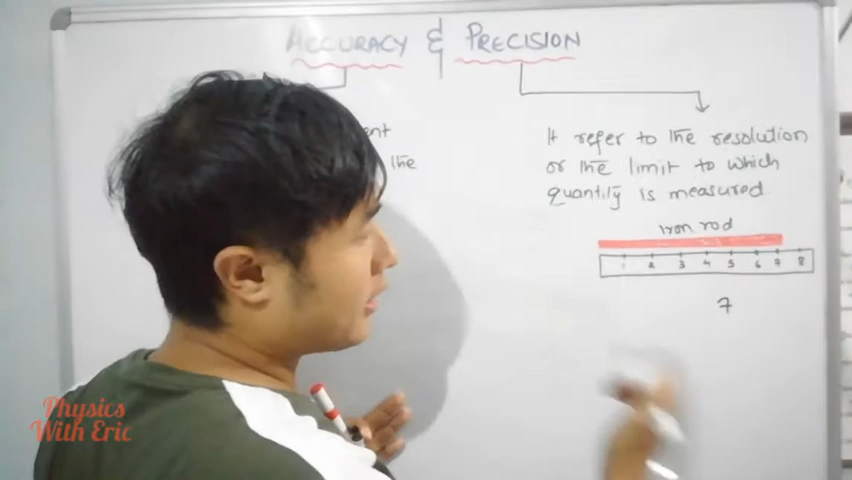 ACCURACY & PRECISION
ent
the
It refer to the resolution
or the limit to which
quantity is measured.
iron rod
1 2 3 4 5 6 7 8
7
Physics
With Eric